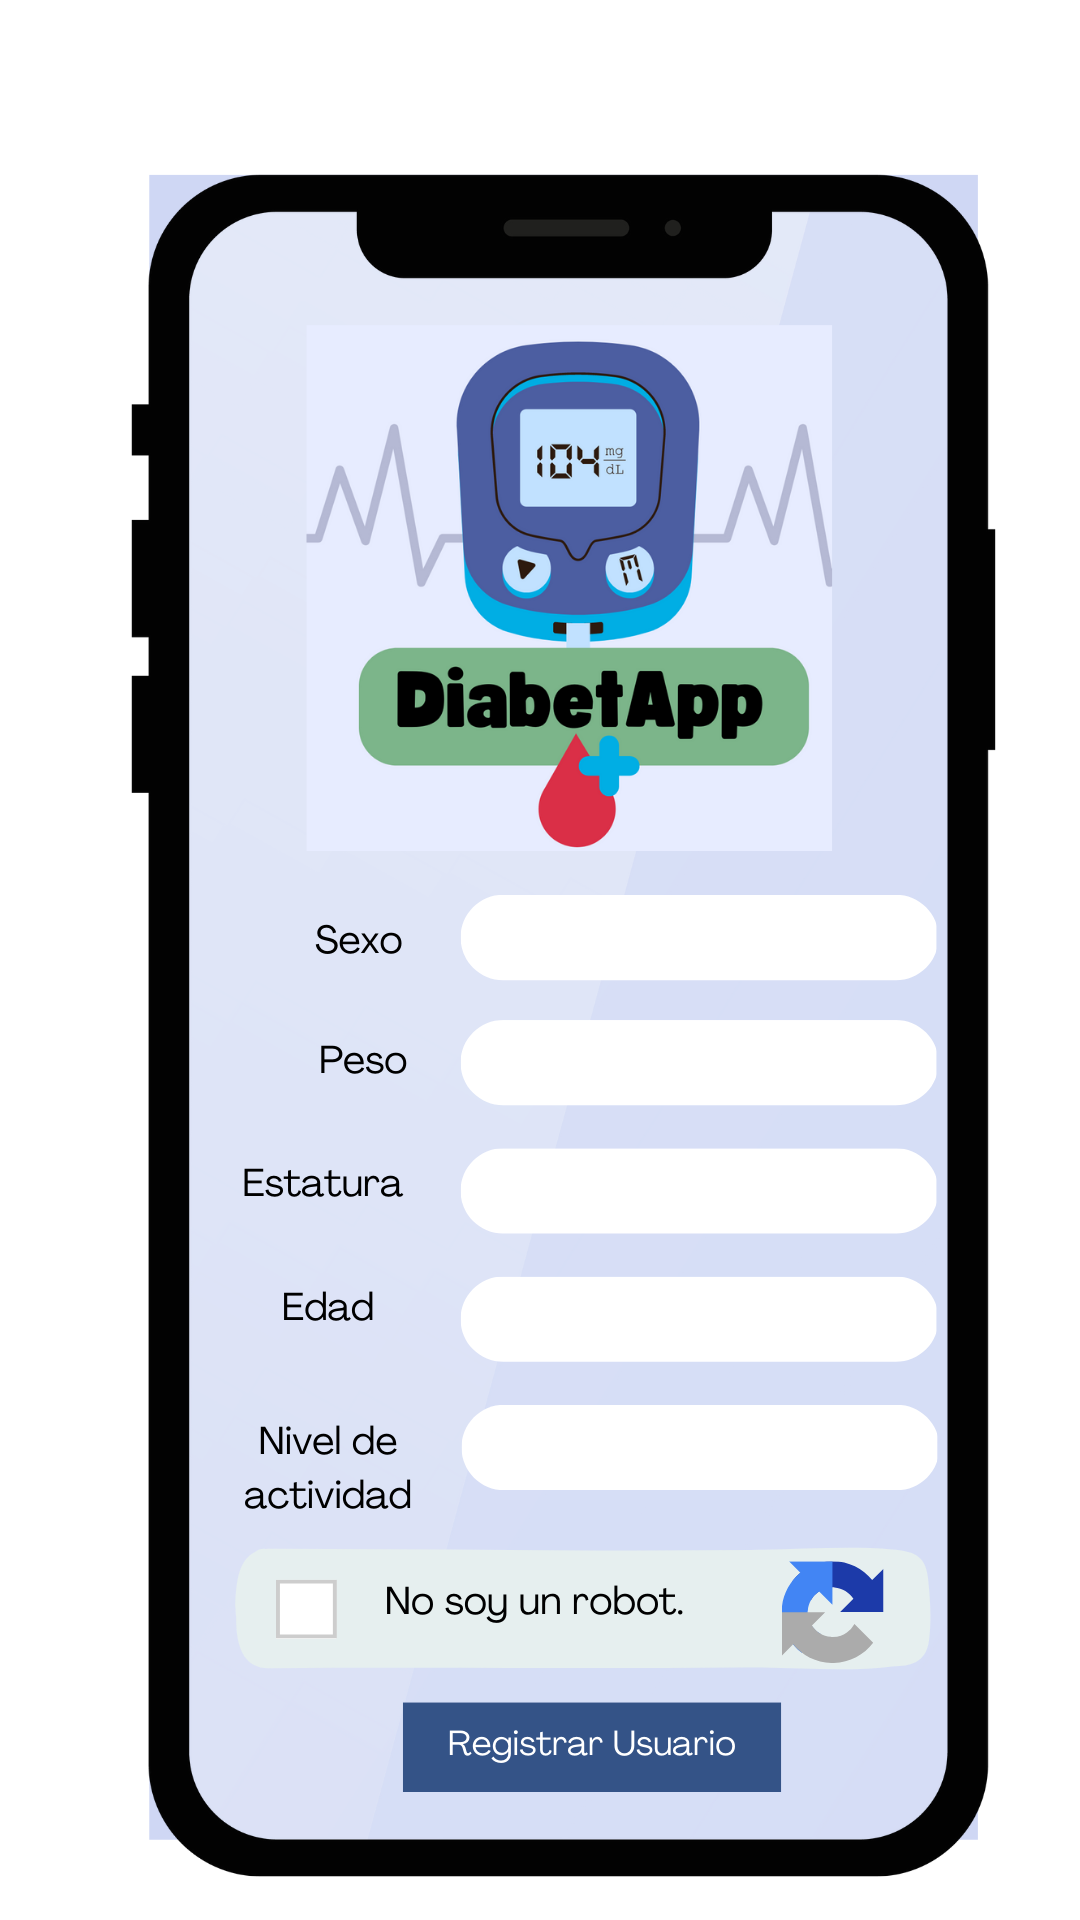 104 mg
dL
M
DiabetApp
Sexo
Peso
Estatura
Edad
Nivel de
actividad
No soy un robot.
Registrar Usuario